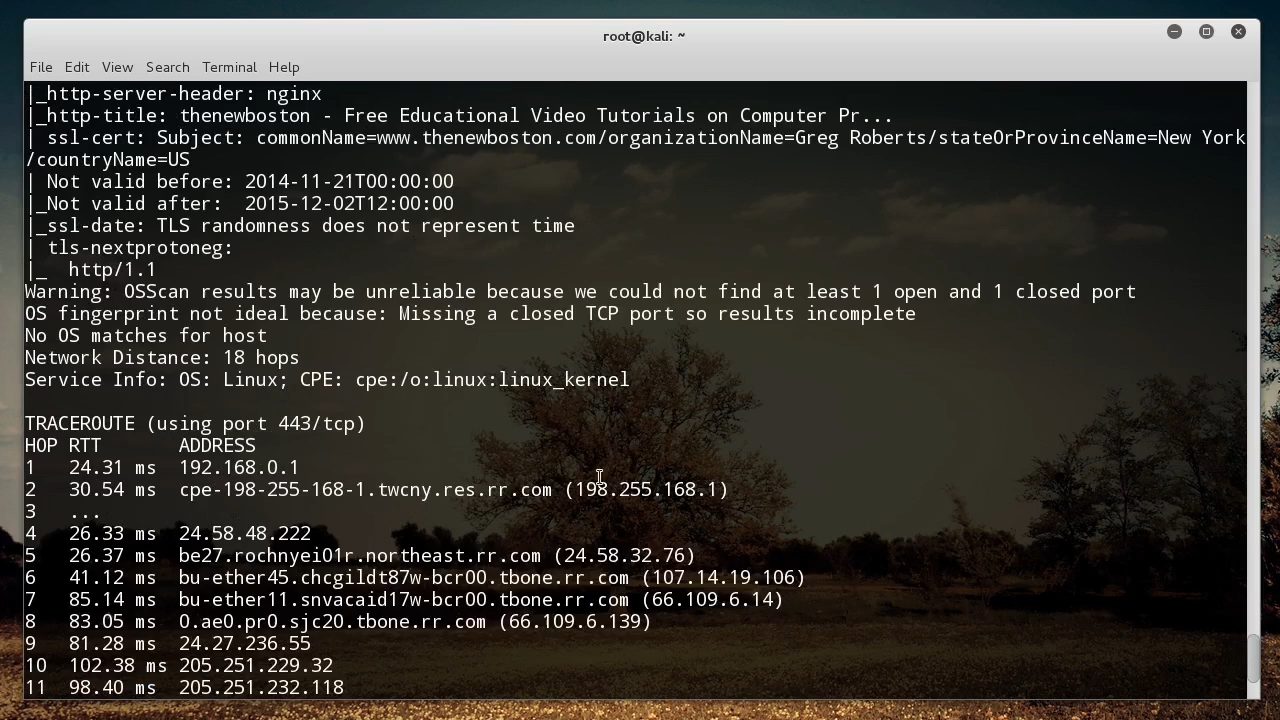 root@kali: ~
File Edit View Search Terminal Help
|_http-server-header: nginx
|_http-title: thenewboston - Free Educational Video Tutorials on Computer Pr...
| ssl-cert: Subject: commonName=www.thenewboston.com/organizationName=Greg Roberts/stateOrProvinceName=New York
/countryName=US
| Not valid before: 2014-11-21T00:00:00
|_Not valid after:  2015-12-02T12:00:00
|_ssl-date: TLS randomness does not represent time
| tls-nextprotoneg:
|_  http/1.1
Warning: OSScan results may be unreliable because we could not find at least 1 open and 1 closed port
OS fingerprint not ideal because: Missing a closed TCP port so results incomplete
No OS matches for host
Network Distance: 18 hops
Service Info: OS: Linux; CPE: cpe:/o:linux:linux_kernel
TRACEROUTE (using port 443/tcp)
HOP RTT       ADDRESS
1   24.31 ms  192.168.0.1
2   30.54 ms  cpe-198-255-168-1.twcny.res.rr.com (198.255.168.1)
3   ...
4   26.33 ms  24.58.48.222
5   26.37 ms  be27.rochnyei01r.northeast.rr.com (24.58.32.76)
6   41.12 ms  bu-ether45.chcgildt87w-bcr00.tbone.rr.com (107.14.19.106)
7   85.14 ms  bu-ether11.snvacaid17w-bcr00.tbone.rr.com (66.109.6.14)
8   83.05 ms  0.ae0.pr0.sjc20.tbone.rr.com (66.109.6.139)
9   81.28 ms  24.27.236.55
10  102.38 ms 205.251.229.32
11  98.40 ms  205.251.232.118